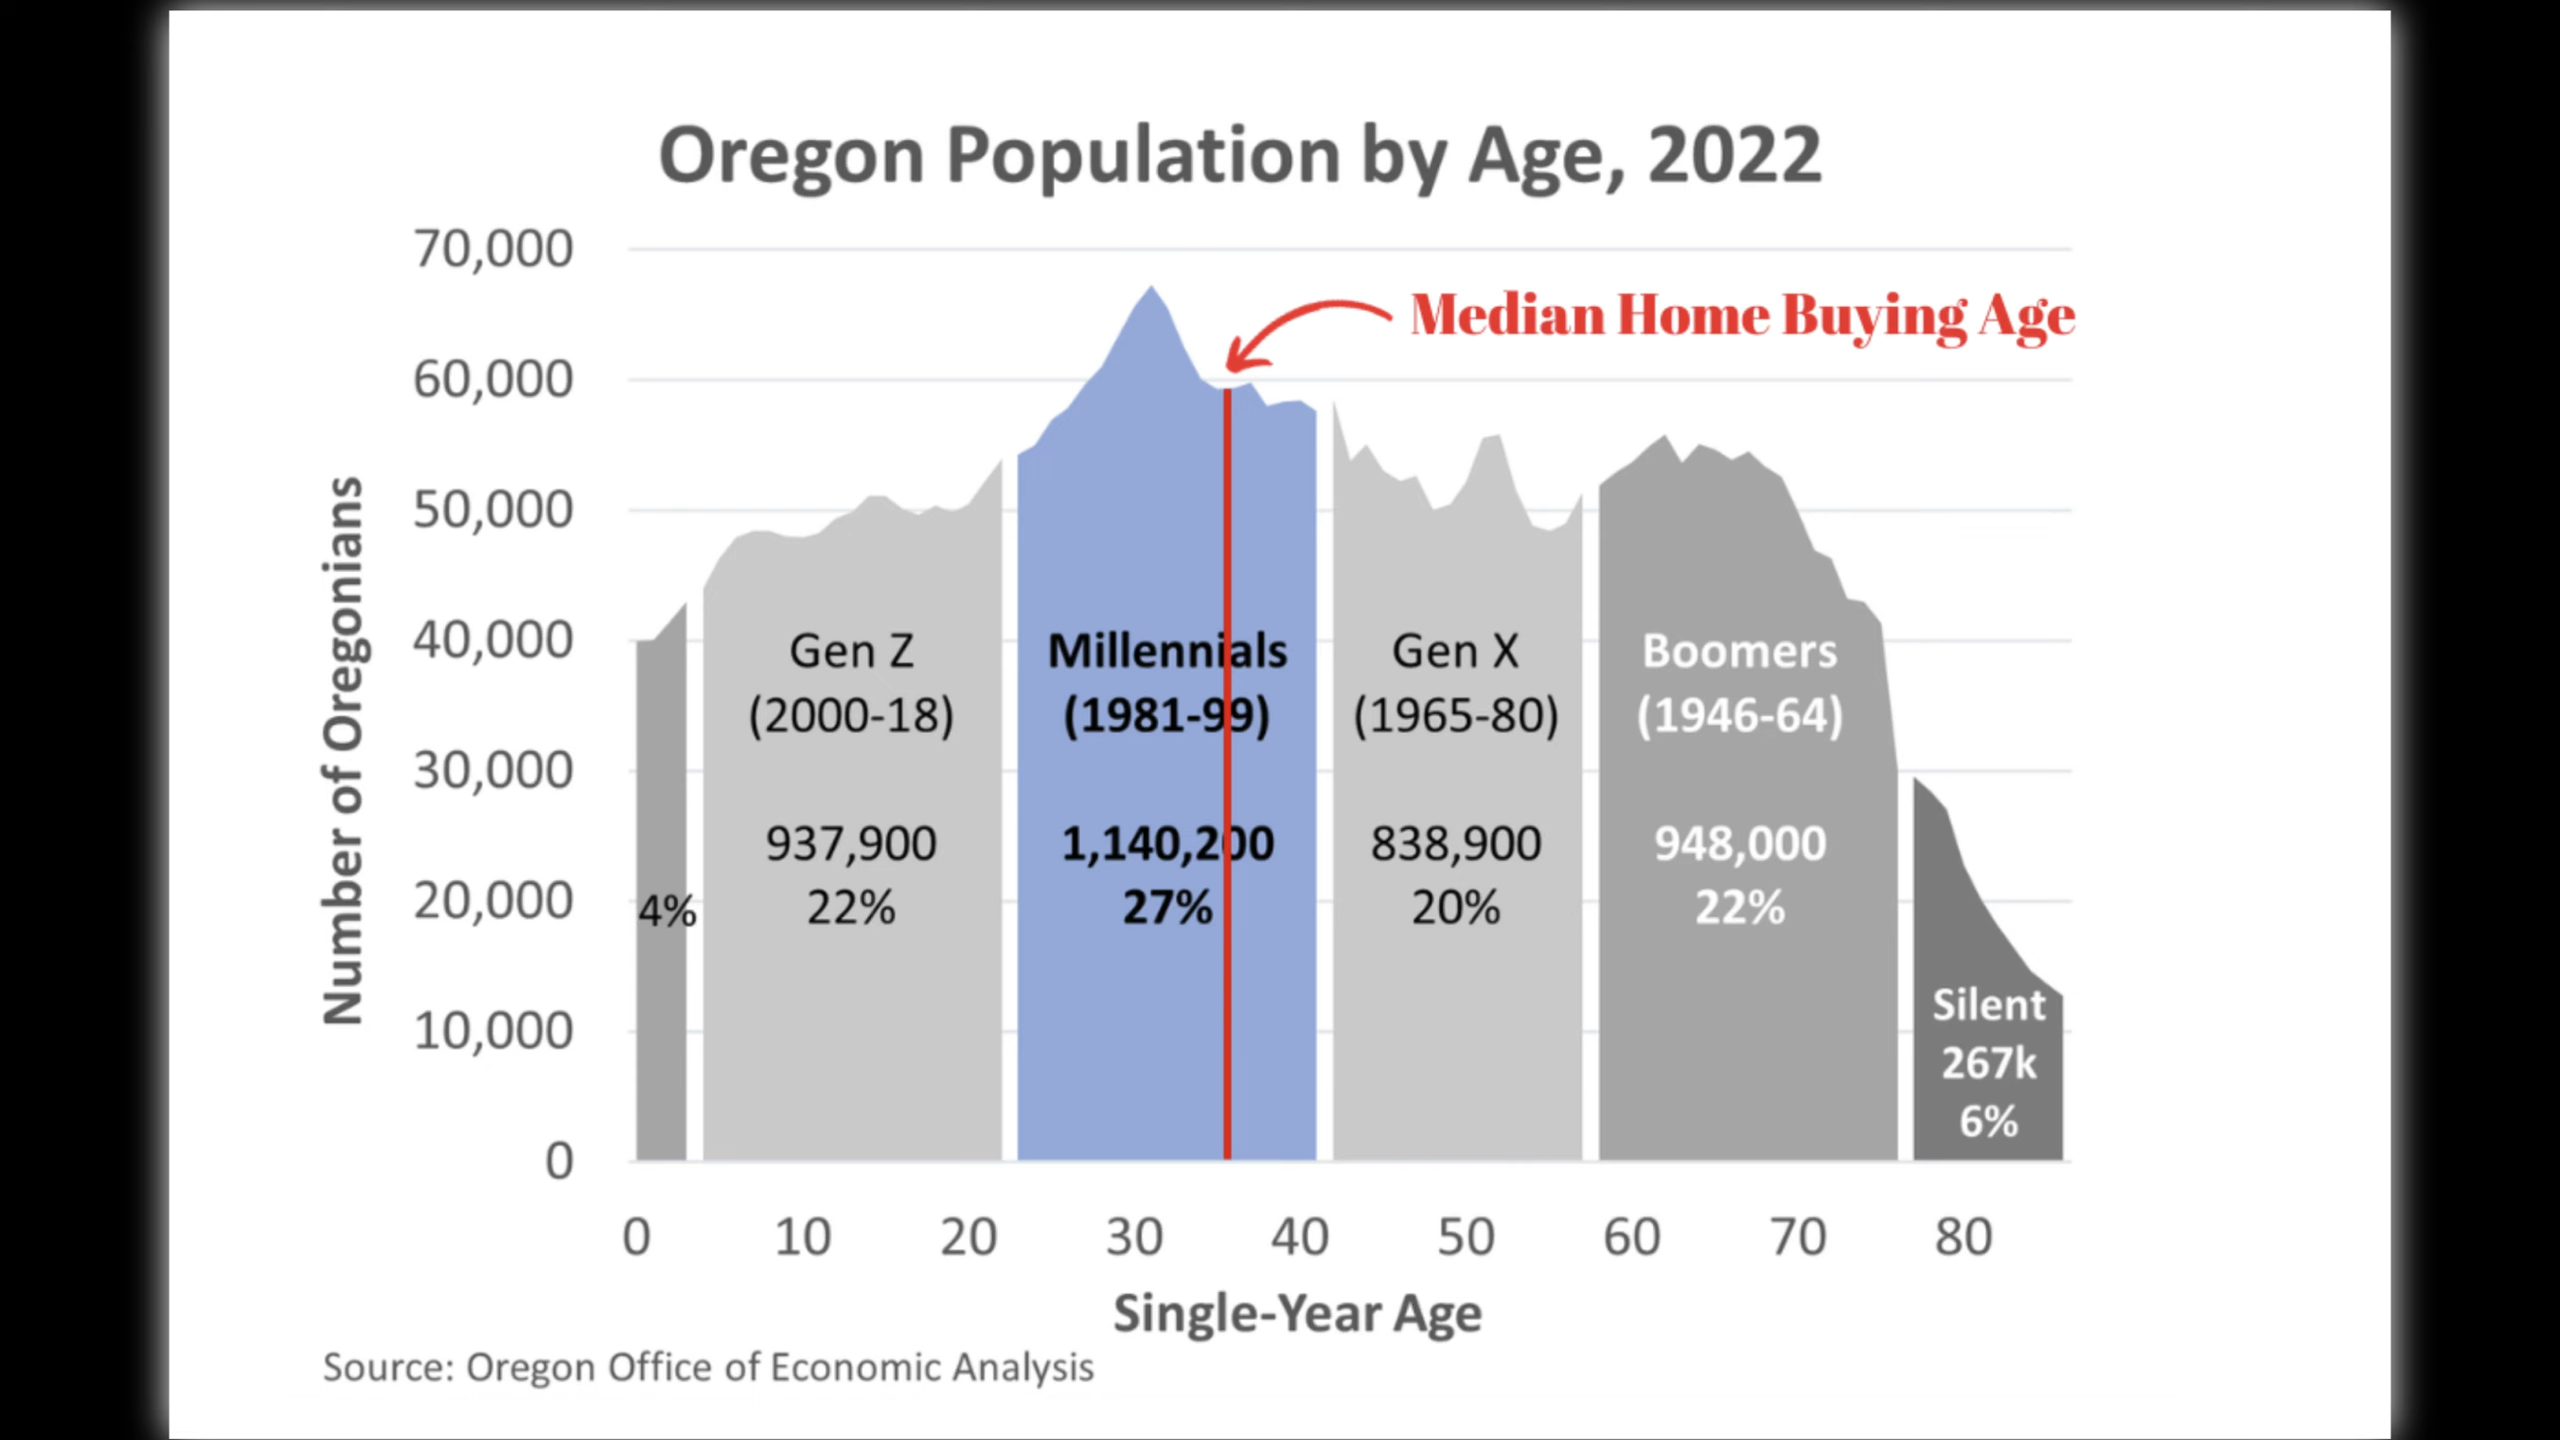 Oregon Population by Age, 2022
70,000
60,000
50,000
40,000
30,000
20,000
10,000
0
Number of Oregonians
Median Home Buying Age
4%
Gen Z
(2000-18)
937,900
22%
Millennials
(1981-99)
1,140,200
27%
Gen X
(1965-80)
838,900
20%
Boomers
(1946-64)
948,000
22%
Silent
267k
6%
0 10 20 30 40 50 60 70 80
Single-Year Age
Source: Oregon Office of Economic Analysis